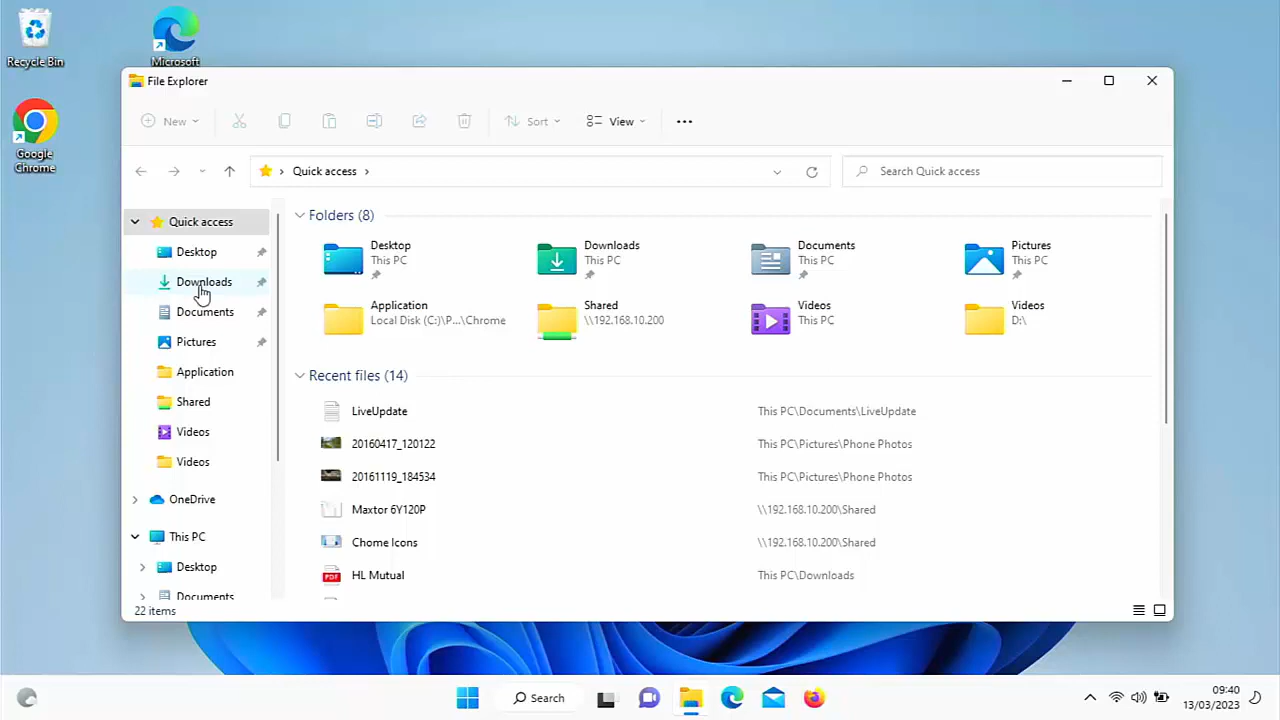 Recycle Bin
Microsoft
Google
Chrome
File Explorer
New
Sort
View
Quick access
Search Quick access
Quick access
Desktop
Downloads
Documents
Pictures
Application
Shared
Videos
Videos
OneDrive
This PC
Desktop
Documents
Folders (8)
Desktop
This PC
Downloads
This PC
Documents
This PC
Pictures
This PC
Application
Local Disk (C:)\P...\Chrome
Shared
\\192.168.10.200
Videos
This PC
Videos
D:\
Recent files (14)
LiveUpdate This PC\Documents\LiveUpdate
20160417_120122 This PC\Pictures\Phone Photos
20161119_184534 This PC\Pictures\Phone Photos
Maxtor 6Y120P \\192.168.10.200\Shared
Chome Icons \\192.168.10.200\Shared
PDF HL Mutual This PC\Downloads
22 items
Search
09:40
13/03/2023